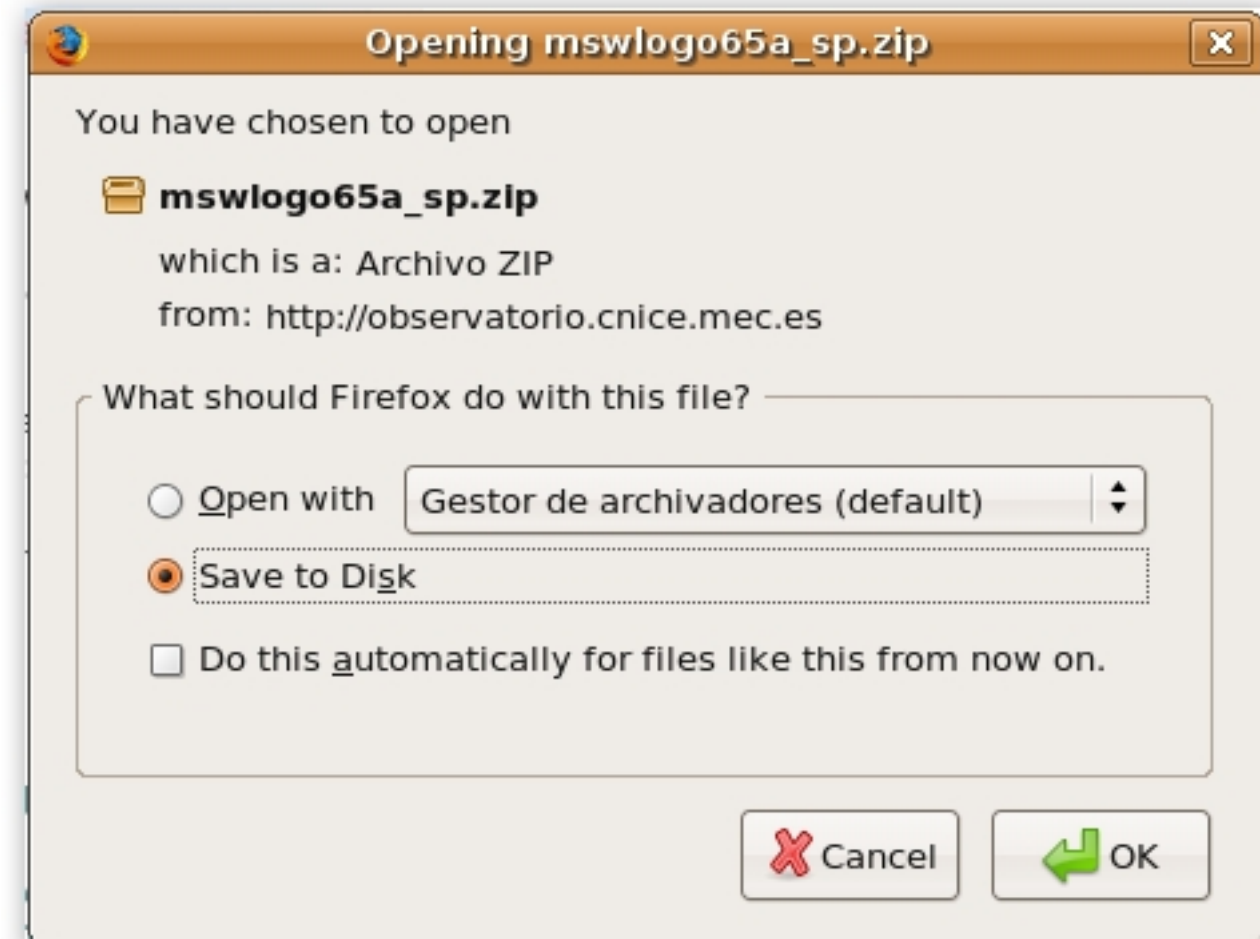 Opening mswlogo65a_sp.zip
You have chosen to open
mswlogo65a_sp.zip
which is a: Archivo ZIP
from: http://observatorio.cnice.mec.es
What should Firefox do with this file?
Open with Gestor de archivadores (default)
Save to Disk
Do this automatically for files like this from now on.
Cancel OK